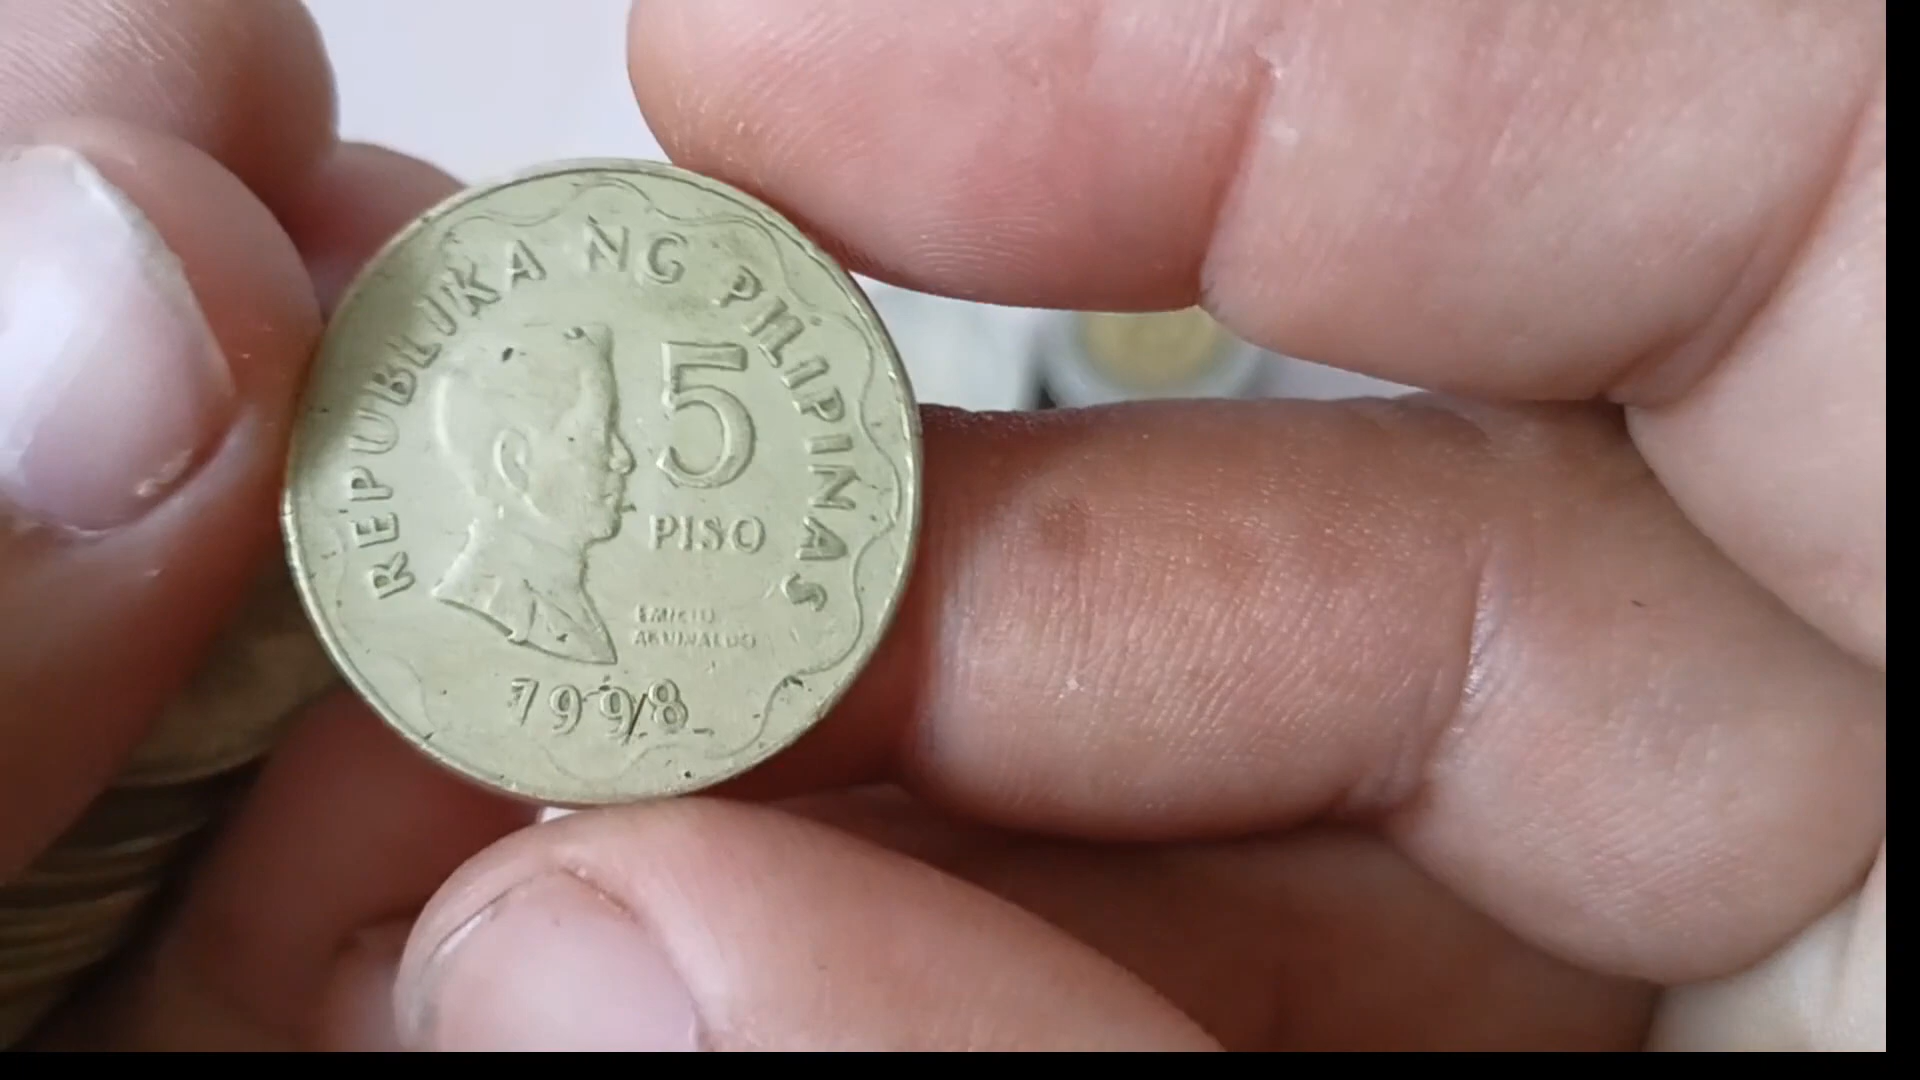 REPUBLIKA NG PILIPINAS
5
PISO
EMILIO
AGUINALDO
1998